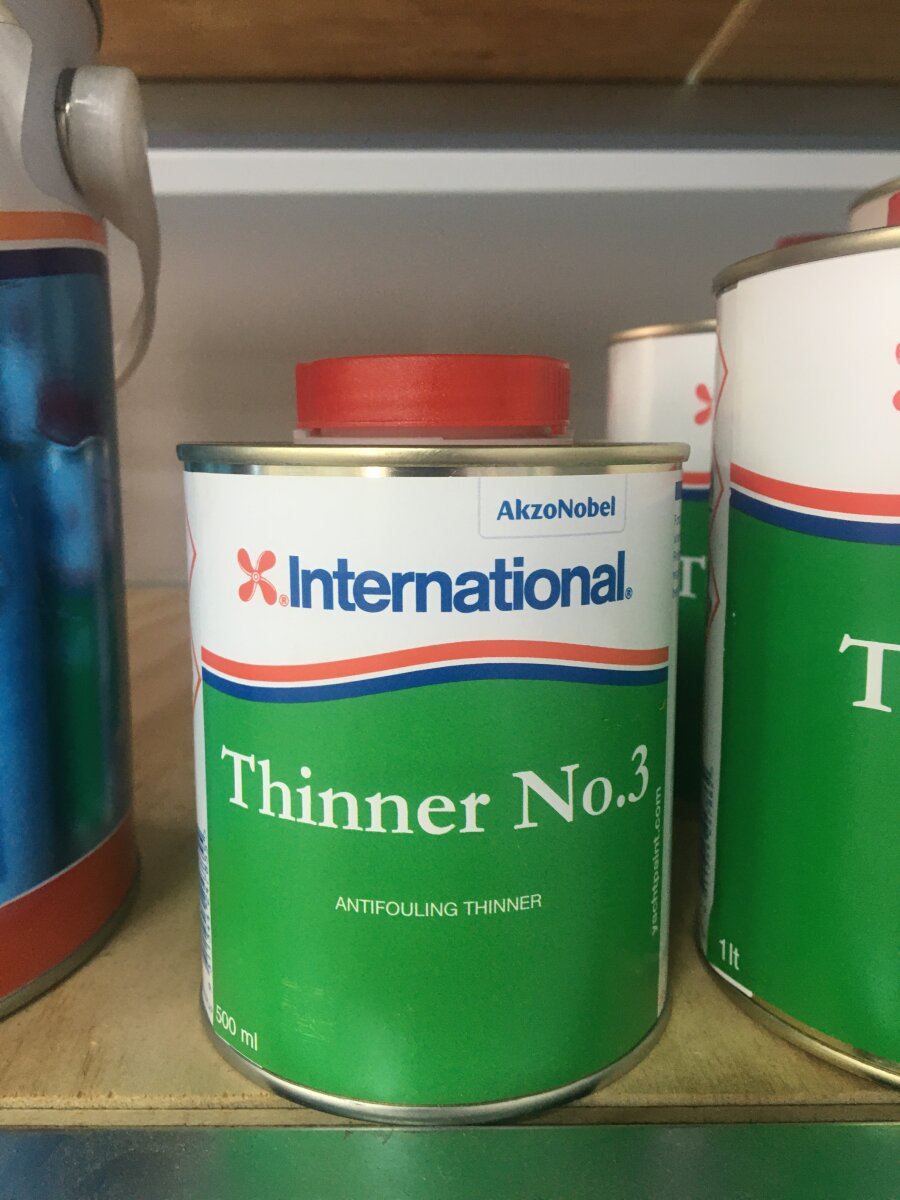 AkzoNobel
International
Thinner No.3
ANTIFOULING THINNER
yachtpaint.com
500 ml
T
T
1lt